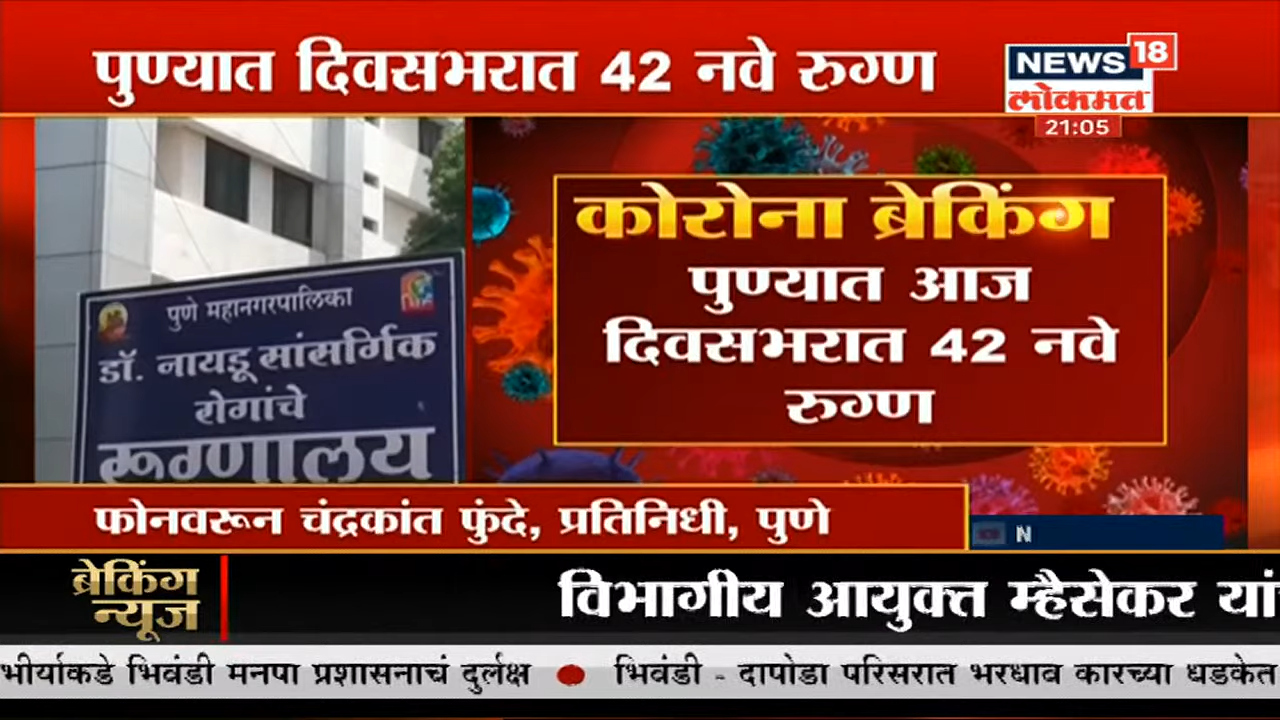 पुण्यात दिवसभरात 42 नवे रुग्ण
NEWS 18
लोकमत
21:05
पुणे महानगरपालिका
डॉ. नायडू सांसर्गिक
रोगांचे
रूग्णालय
कोरोना ब्रेकिंग
पुण्यात आज
दिवसभरात 42 नवे
रुग्ण
फोनवरून चंद्रकांत फुंदे, प्रतिनिधी, पुणे
N
ब्रेकिंग
न्यूज
विभागीय आयुक्त म्हैसेकर यां
भीर्याकडे भिवंडी मनपा प्रशासनाचं दुर्लक्ष ● भिवंडी - दापोडा परिसरात भरधाव कारच्या धडकेत